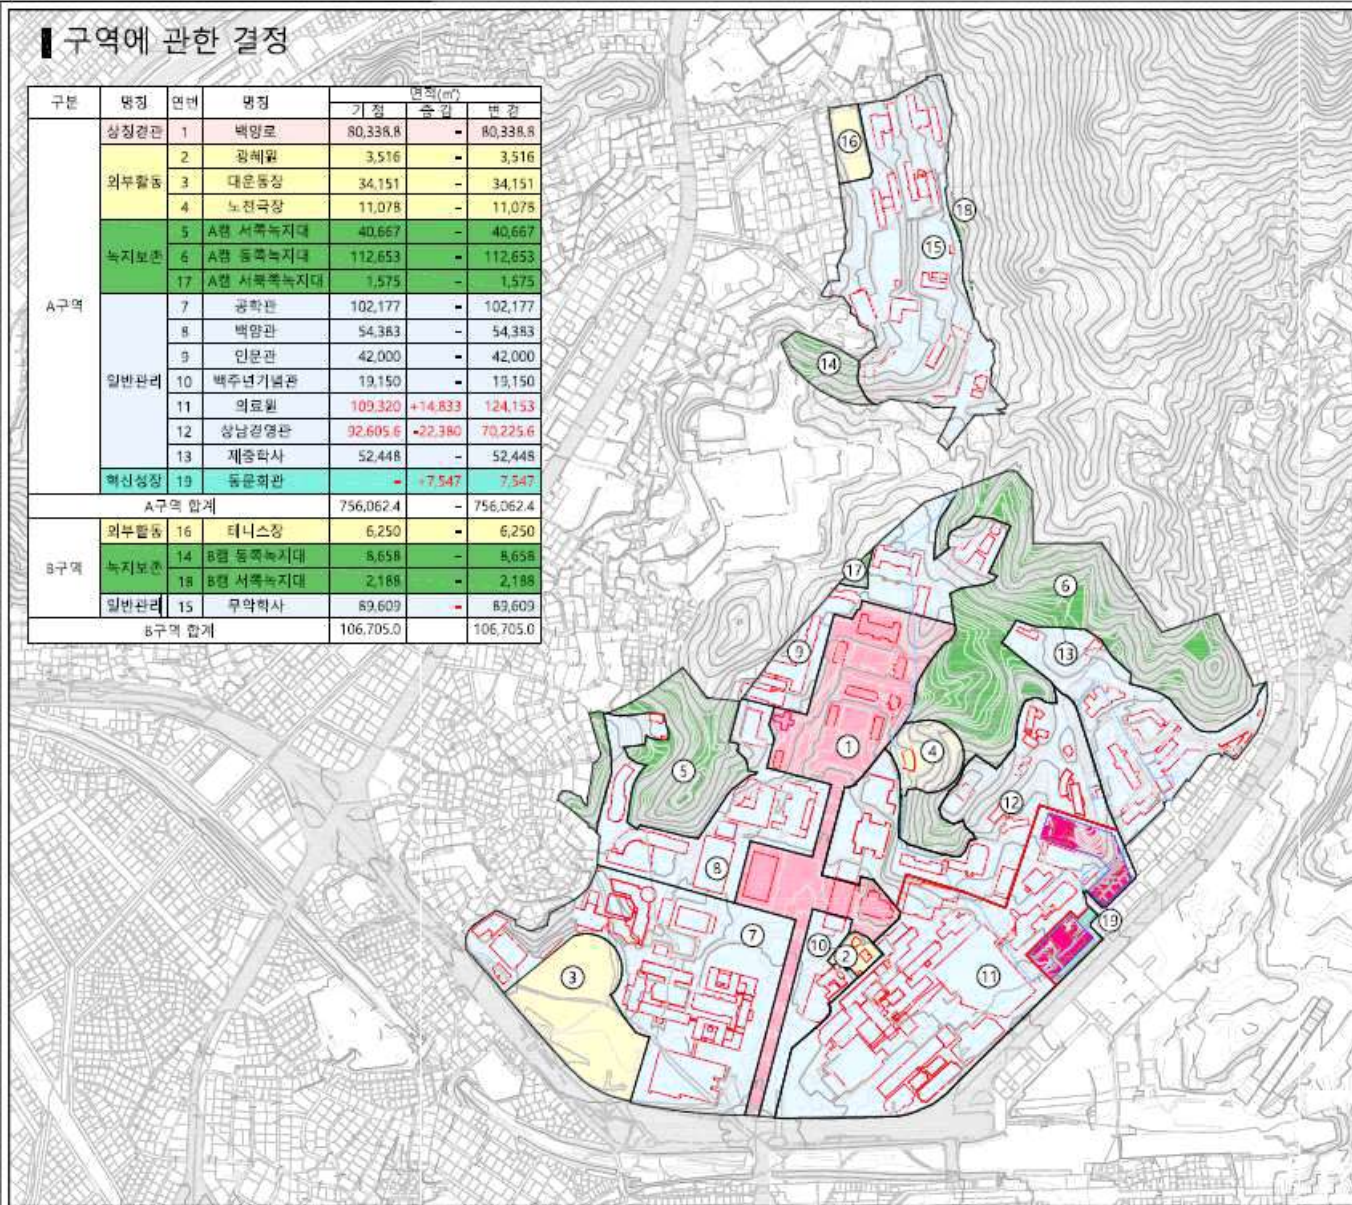 구역에 관한 결정
구분 명칭 연번 명칭 면적(㎡)
기정 증감 변경
A구역 상징경관 1 백양로 80,338.8 - 80,338.8
외부활동 2 광혜원 3,516 - 3,516
3 대운동장 34,151 - 34,151
4 노천극장 11,078 - 11,078
녹지보존 5 A캠 서쪽녹지대 40,667 - 40,667
6 A캠 동쪽녹지대 112,653 - 112,653
17 A캠 서북쪽녹지대 1,575 - 1,575
일반관리 7 공학관 102,177 - 102,177
8 백양관 54,383 - 54,383
9 인문관 42,000 - 42,000
10 백주년기념관 19,150 - 19,150
11 의료원 109,320 +14,833 124,153
12 상남경영관 92,605.6 -22,380 70,225.6
13 제중학사 52,448 - 52,448
혁신성장 19 동문회관 - +7,547 7,547
A구역 합계 756,062.4 - 756,062.4
B구역 외부활동 16 테니스장 6,250 - 6,250
녹지보존 14 B캠 동쪽녹지대 8,658 - 8,658
18 B캠 서쪽녹지대 2,188 - 2,188
일반관리 15 무악학사 89,609 - 89,609
B구역 합계 106,705.0 106,705.0
16
18
15
14
17
6
9
13
1
4
5
12
8
19
7
10
2
3
11